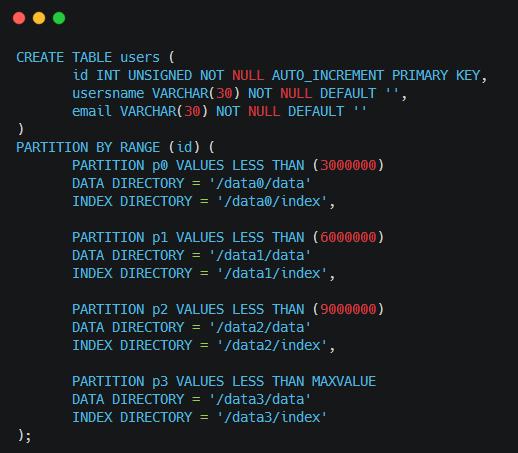 CREATE TABLE users (
id INT UNSIGNED NOT NULL AUTO_INCREMENT PRIMARY KEY,
usersname VARCHAR(30) NOT NULL DEFAULT '',
email VARCHAR(30) NOT NULL DEFAULT ''
)
PARTITION BY RANGE (id) (
PARTITION p0 VALUES LESS THAN (3000000)
DATA DIRECTORY = '/data0/data'
INDEX DIRECTORY = '/data0/index',
PARTITION p1 VALUES LESS THAN (6000000)
DATA DIRECTORY = '/data1/data'
INDEX DIRECTORY = '/data1/index',
PARTITION p2 VALUES LESS THAN (9000000)
DATA DIRECTORY = '/data2/data'
INDEX DIRECTORY = '/data2/index',
PARTITION p3 VALUES LESS THAN MAXVALUE
DATA DIRECTORY = '/data3/data'
INDEX DIRECTORY = '/data3/index'
);